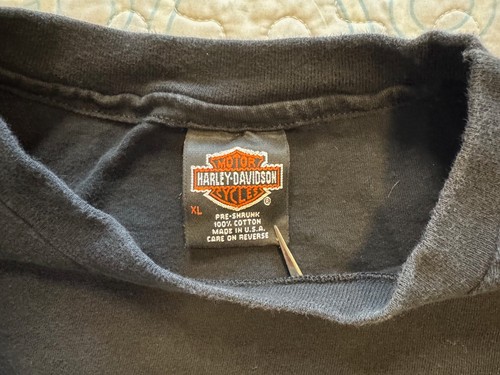 MOTOR
HARLEY-DAVIDSON
CYCLES
®
XL
PRE-SHRUNK
100% COTTON
MADE IN U.S.A.
CARE ON REVERSE